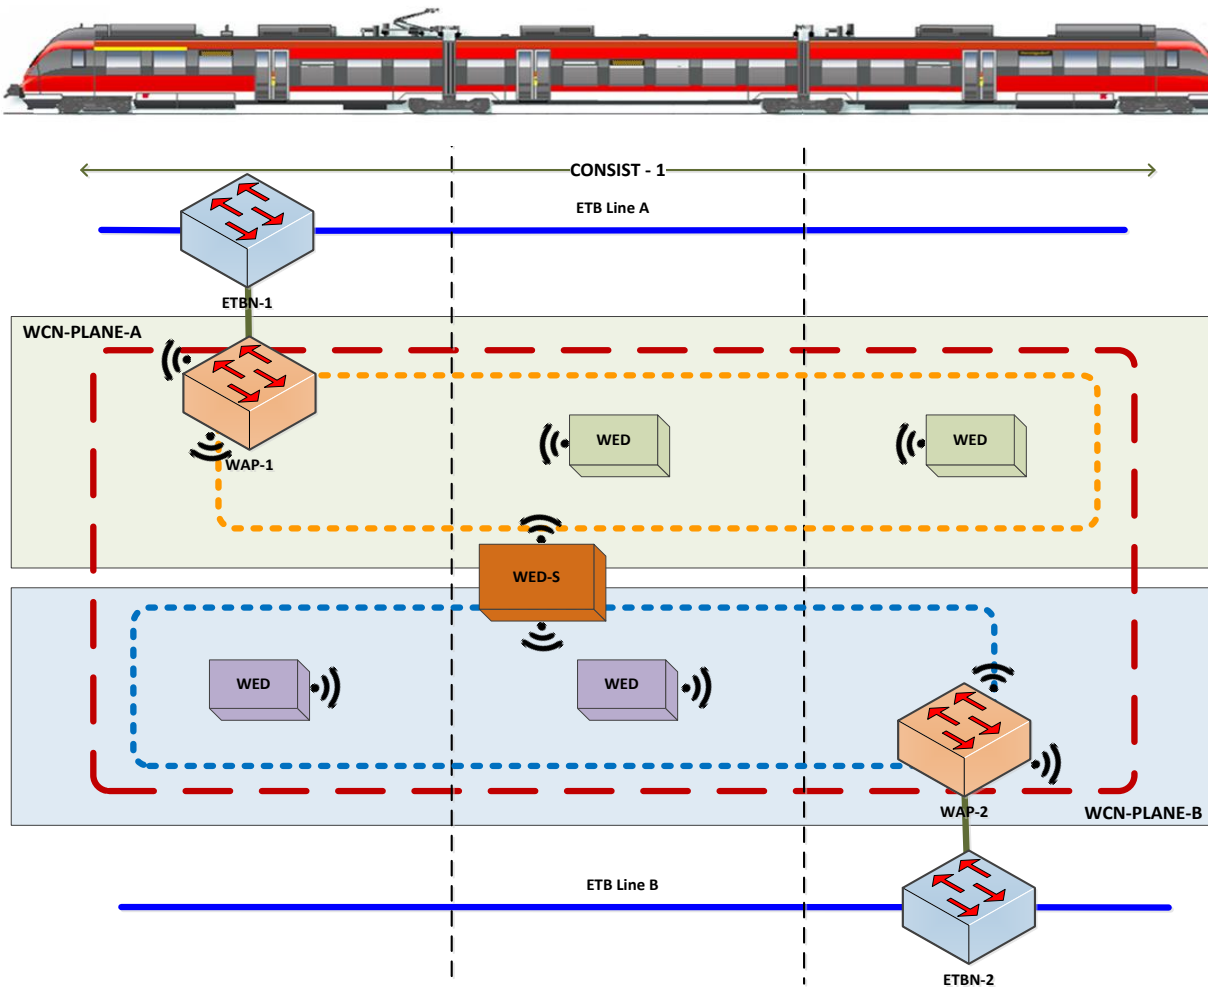 CONSIST - 1
ETB Line A
ETBN-1
WCN-PLANE-A
WED
WED
WAP-1
WED-S
WED
WED
WAP-2
WCN-PLANE-B
ETB Line B
ETBN-2